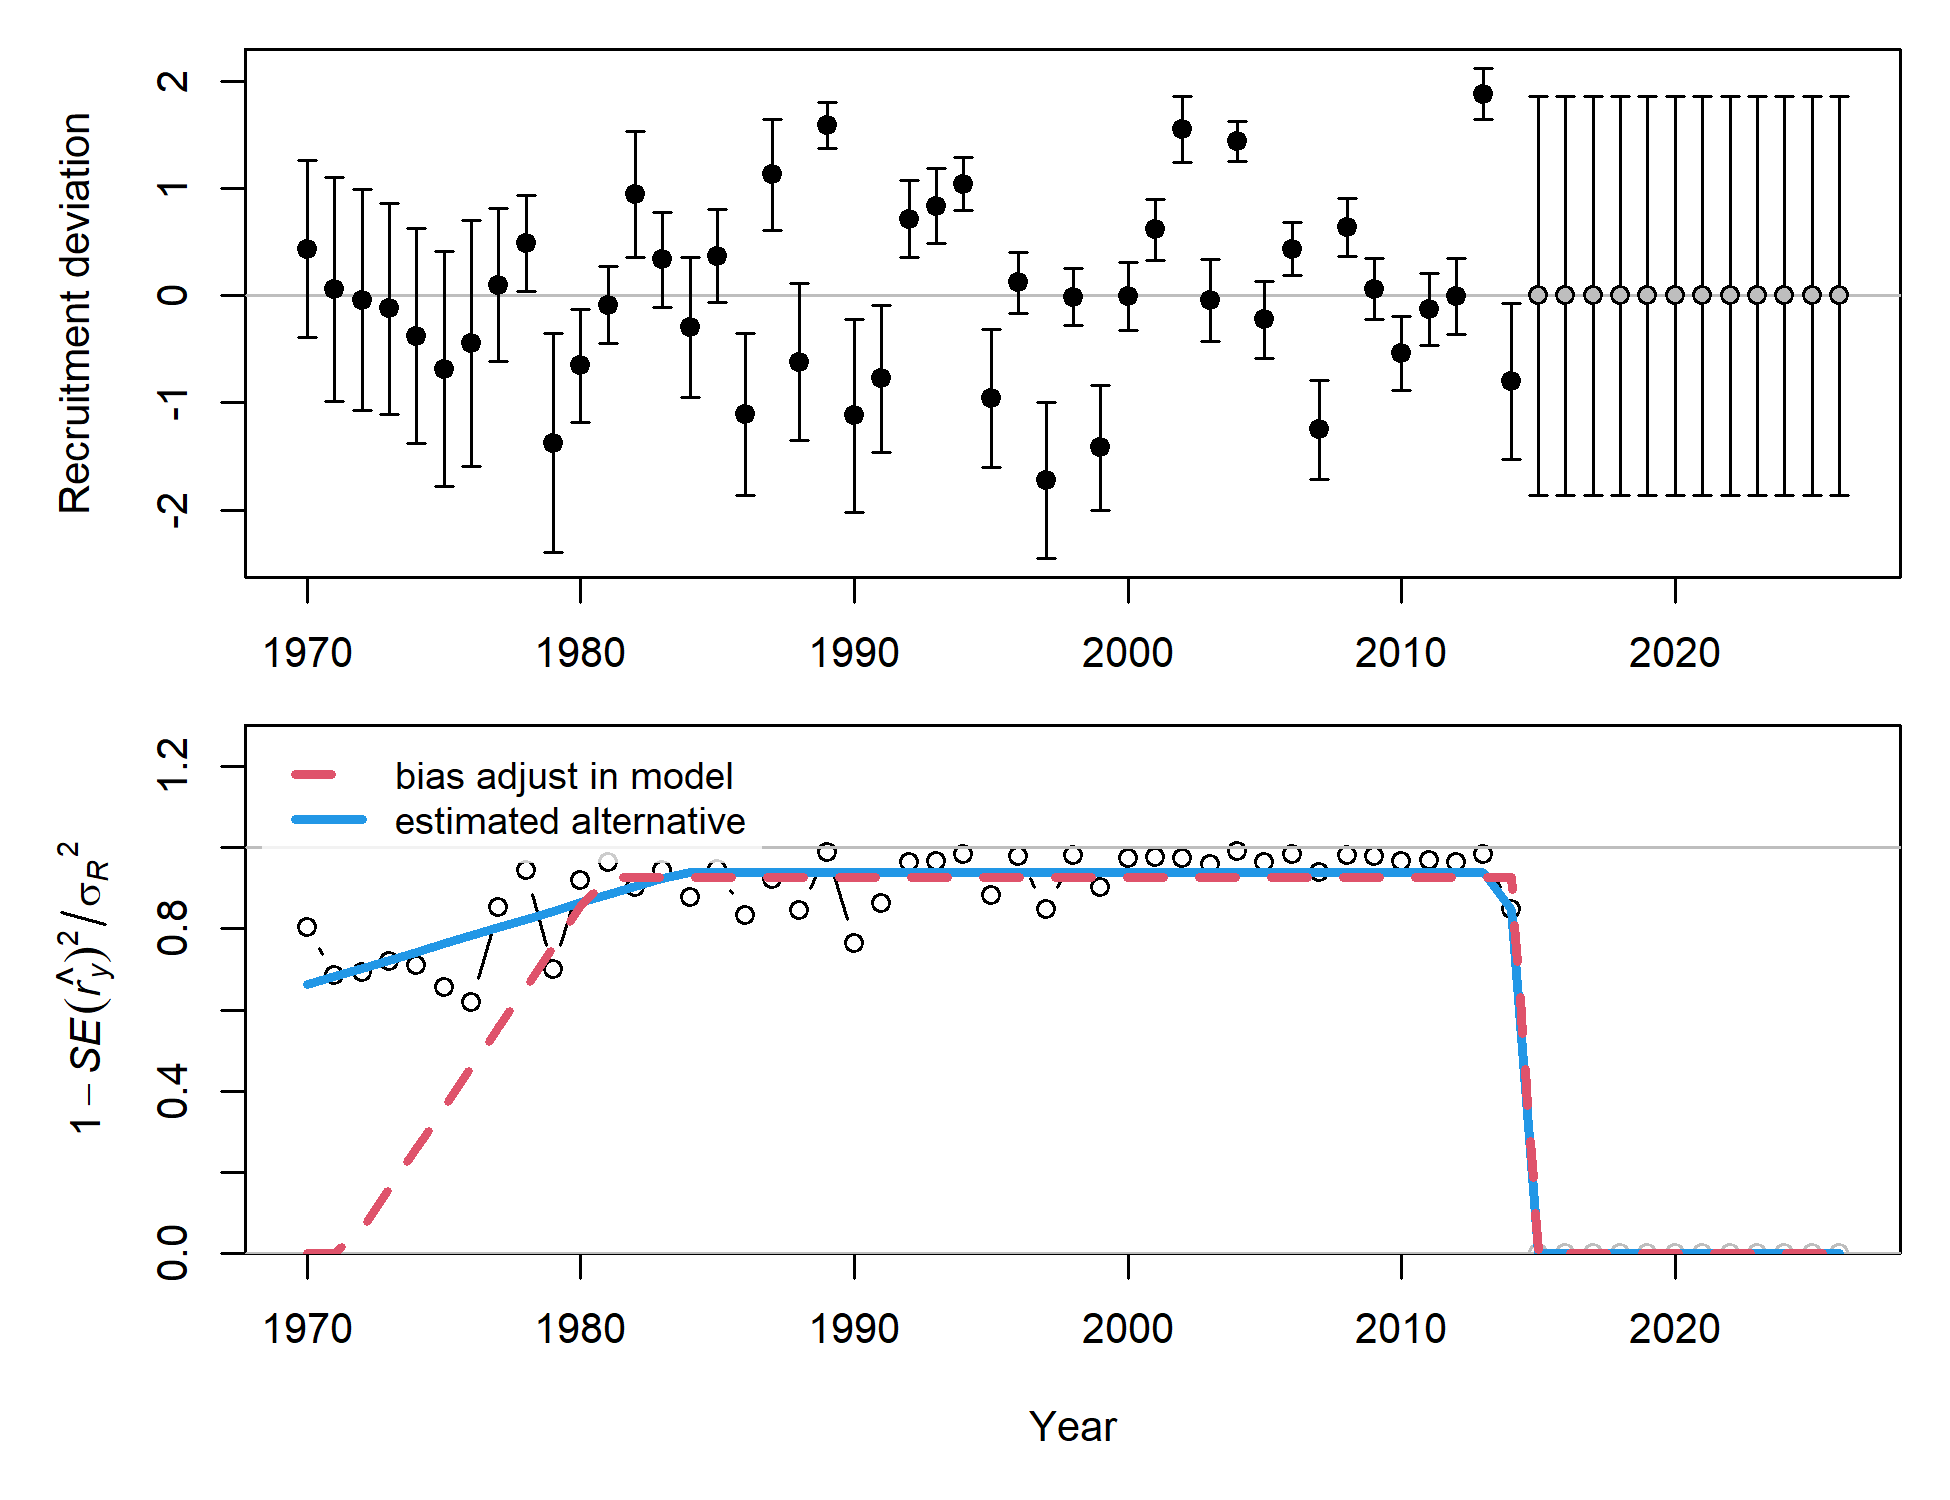 Recruitment deviation
2
1
0
-1
-2
1970 1980 1990 2000 2010 2020
1 − SE(r̂y)² / σR²
1.2
0.8
0.4
0.0
bias adjust in model
estimated alternative
1970 1980 1990 2000 2010 2020
Year